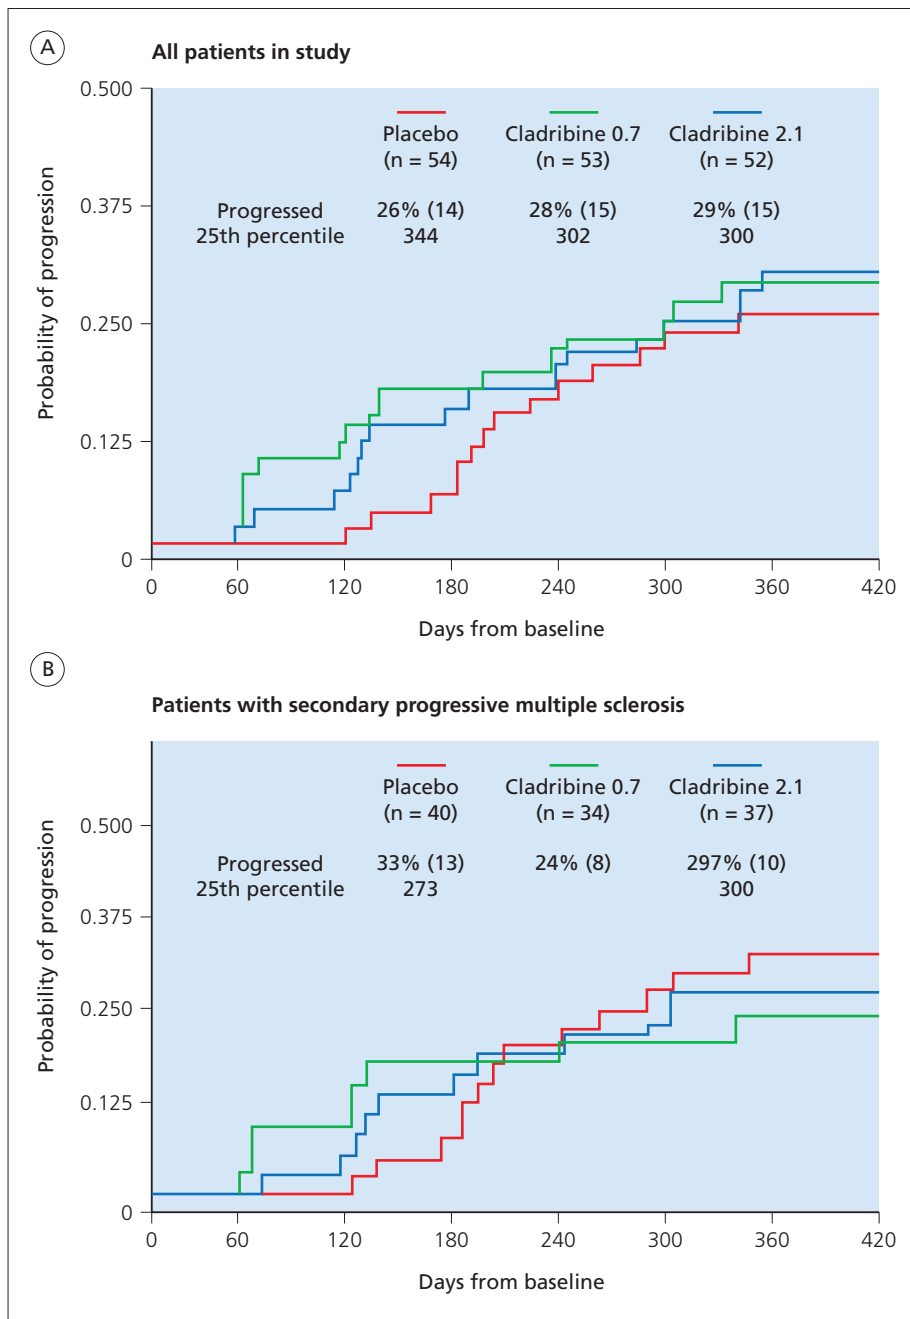 A
All patients in study
0.500
Placebo Cladribine 0.7 Cladribine 2.1
(n = 54) (n = 53) (n = 52)
0.375
Progressed 26% (14) 28% (15) 29% (15)
25th percentile 344 302 300
Probability of progression
0.250
0.125
0
0 60 120 180 240 300 360 420
Days from baseline
B
Patients with secondary progressive multiple sclerosis
Placebo Cladribine 0.7 Cladribine 2.1
(n = 40) (n = 34) (n = 37)
0.500
Progressed 33% (13) 24% (8) 297% (10)
25th percentile 273 300
0.375
Probability of progression
0.250
0.125
0
0 60 120 180 240 300 360 420
Days from baseline